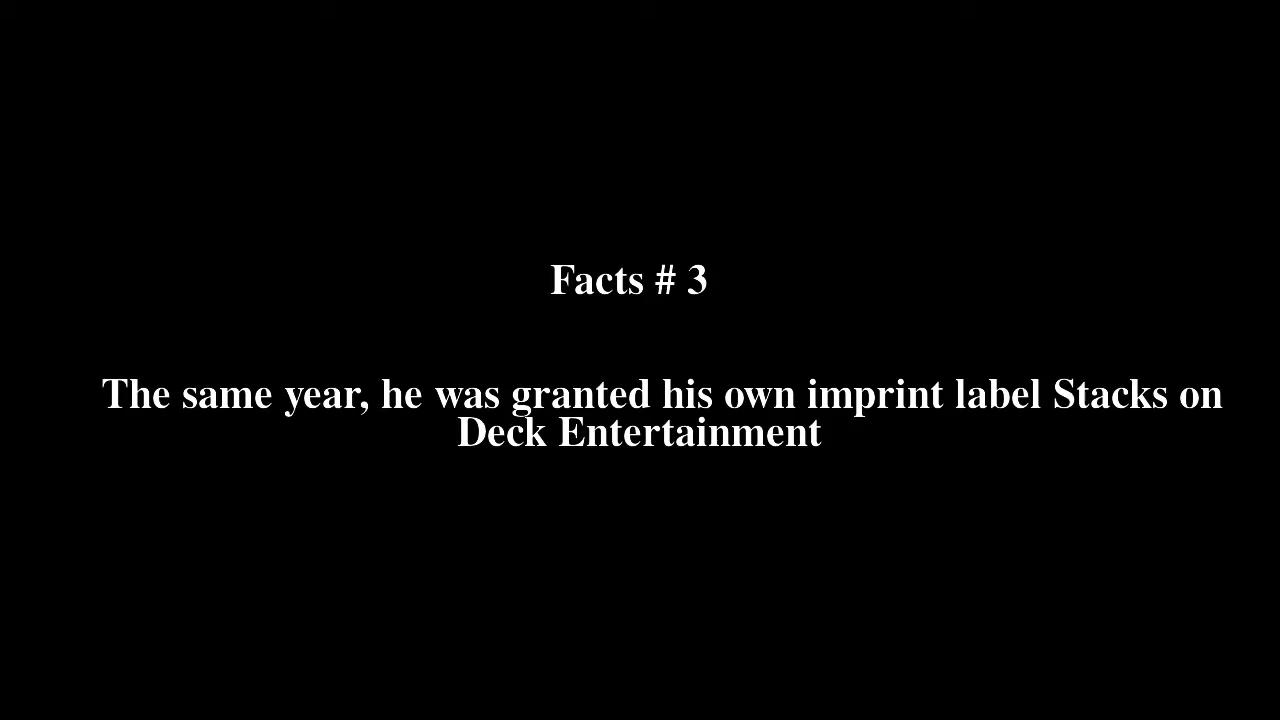 Facts # 3
The same year, he was granted his own imprint label Stacks on
Deck Entertainment